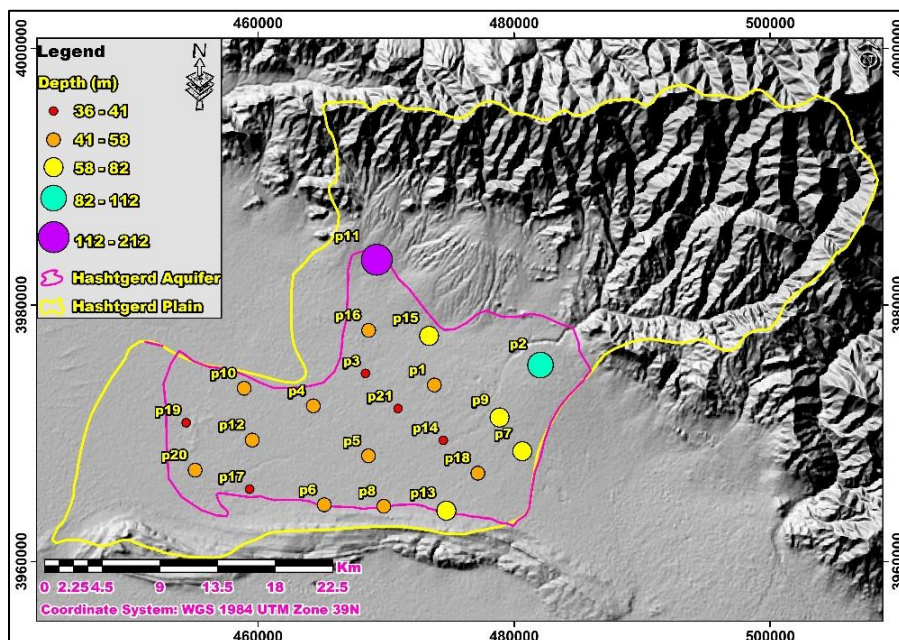 460000 480000 500000
Legend
N
Depth (m)
36 - 41
41 - 58
58 - 82
82 - 112
112 - 212
Hashtgerd Aquifer
Hashtgerd Plain
4000000
4000000
3980000
3980000
3960000
3960000
p11
p16 p15
p2
p3 p1
p10
p4 p21 p9
p19
p12 p14 p7
p5
p20 p18
p17
p6 p8 p13
Km
0 2.25 4.5 9 13.5 18 22.5
Coordinate System: WGS 1984 UTM Zone 39N
460000 480000 500000